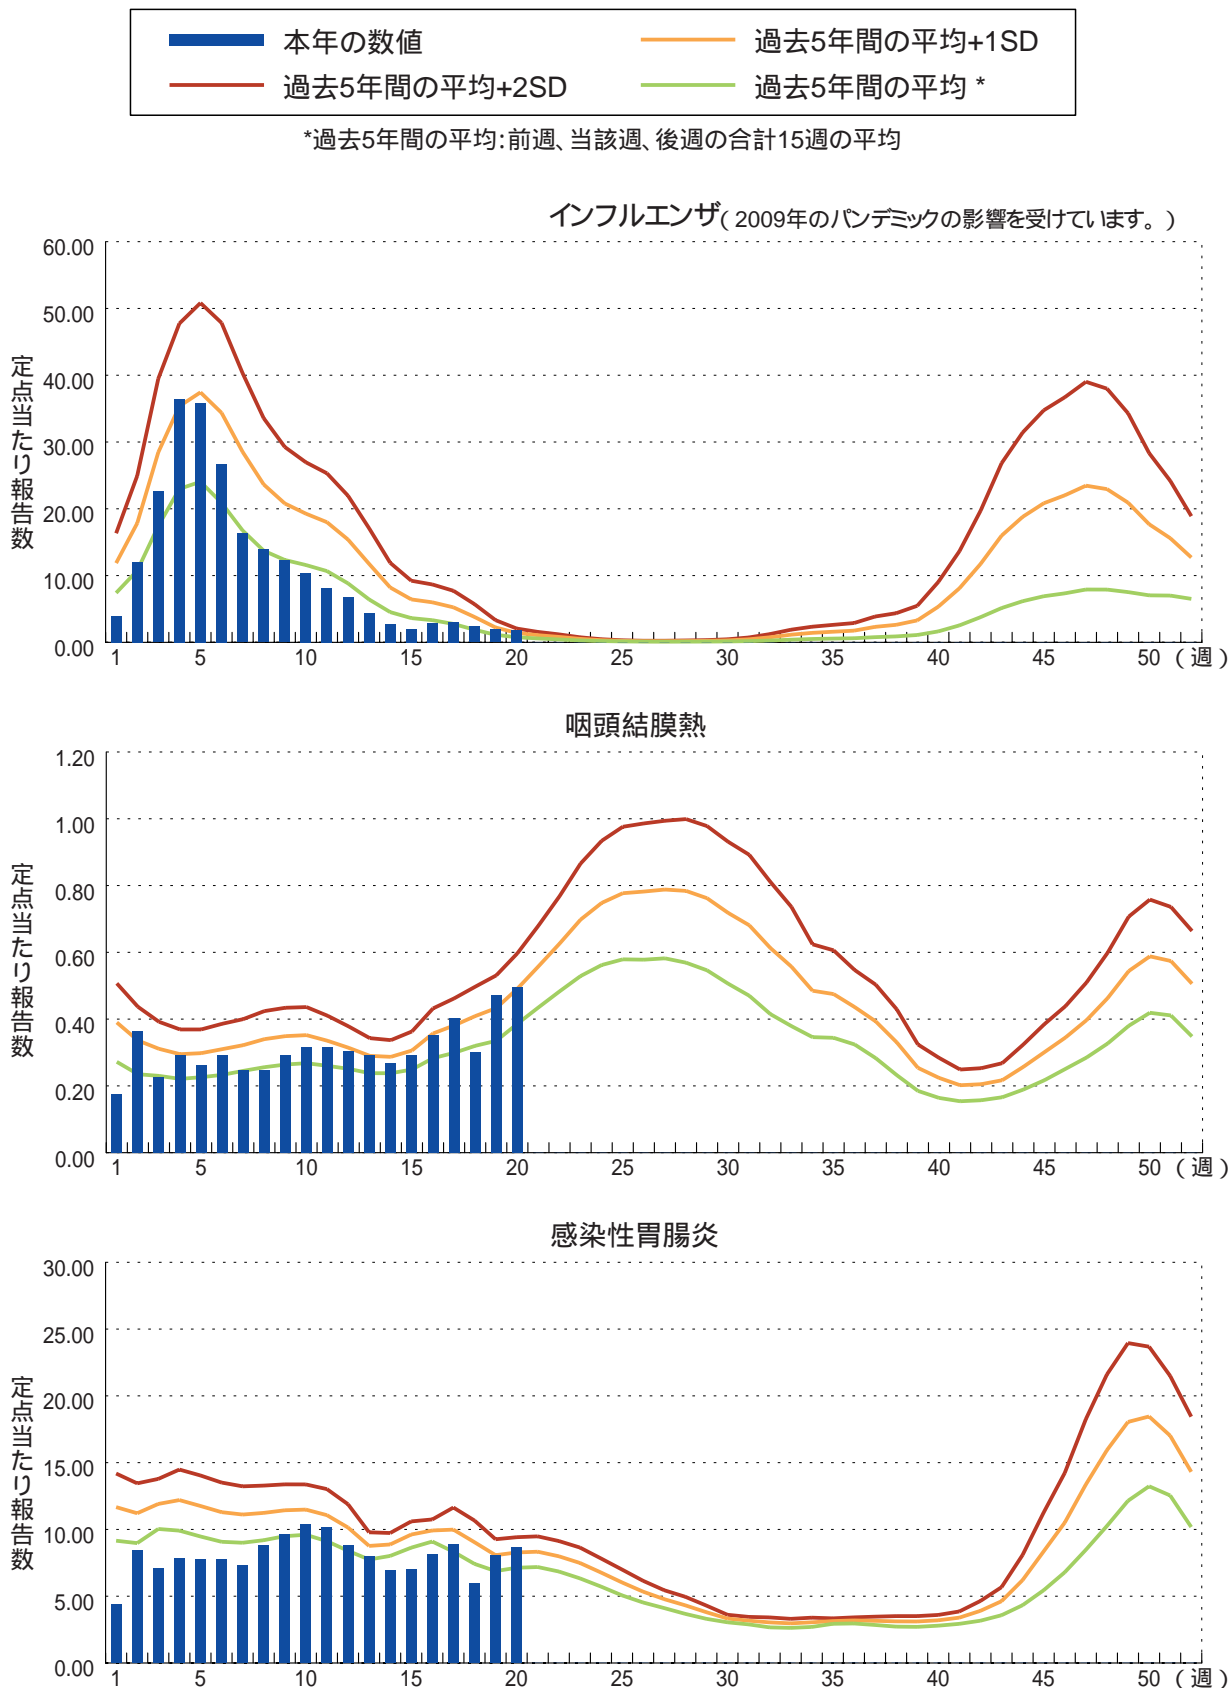 本年の数値
過去5年間の平均+1SD
過去5年間の平均+2SD
過去5年間の平均 *
*過去5年間の平均:前週、当該週、後週の合計15週の平均
インフルエンザ( 2009年のパンデミックの影響を受けています。 )
定点当たり報告数
60.00
50.00
40.00
30.00
20.00
10.00
0.00
1 5 10 15 20 25 30 35 40 45 50 (週)
咽頭結膜熱
定点当たり報告数
1.20
1.00
0.80
0.60
0.40
0.20
0.00
1 5 10 15 20 25 30 35 40 45 50 (週)
感染性胃腸炎
定点当たり報告数
30.00
25.00
20.00
15.00
10.00
5.00
0.00
1 5 10 15 20 25 30 35 40 45 50 (週)